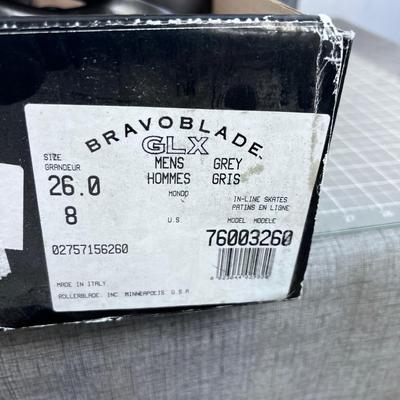 BRAVOBLADE™
GLX
SIZE
GRANDEUR
MENS GREY
HOMMES GRIS
26.0
MONDO
IN-LINE SKATES
PATINS EN LIGNE
8
U.S
MODEL MODELE
76003260
02757156260
MADE IN ITALY
ROLLERBLADE, INC MINNEAPOLIS U.S.A